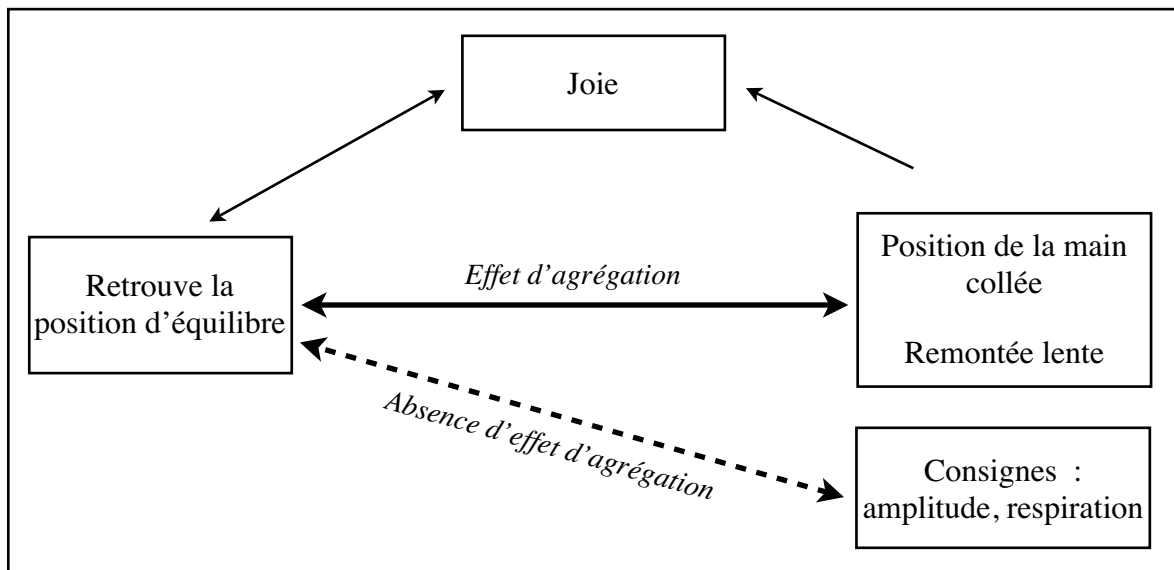 Joie
Retrouve la
position d’équilibre
Effet d’agrégation
Position de la main
collée
Remontée lente
Absence d’effet d’agrégation
Consignes :
amplitude, respiration